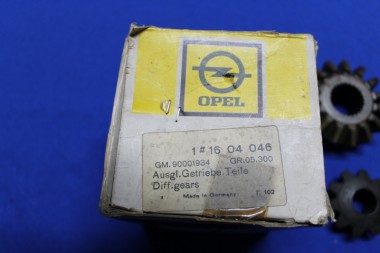 OPEL
1# 16 04 046
GM.90001934 GR.05.300
Ausgl.Getriebe.Teile
Diff.gears
Made in Germany